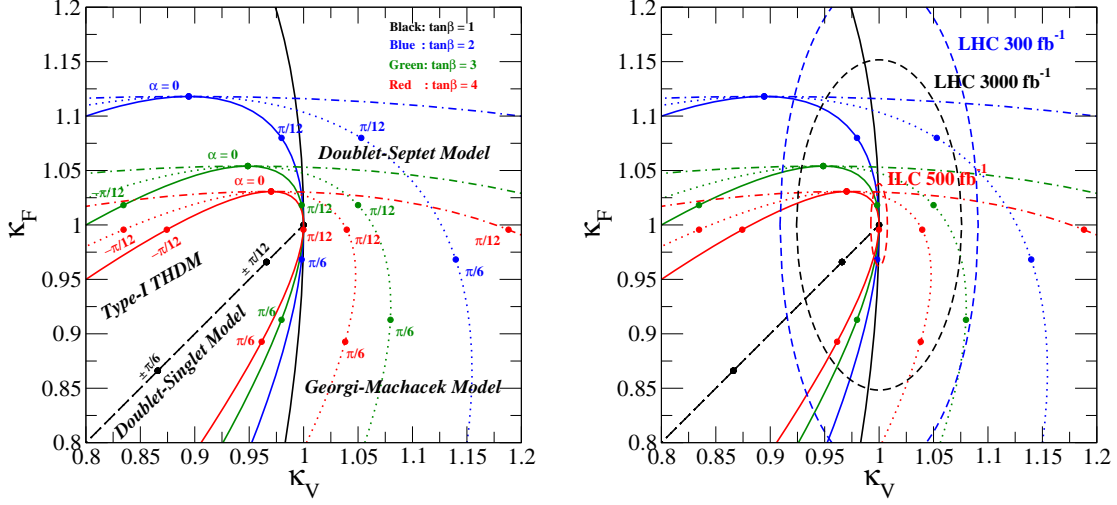 Black: tanβ = 1
Blue : tanβ = 2
Green: tanβ = 3
Red : tanβ = 4
α = 0
π/12
π/12
Doublet-Septet Model
α = 0
−π/12
α = 0
π/12
π/12
−π/12
−π/12
π/12
π/12
π/12
± π/12
π/6
π/6
Type-I THDM
π/6
π/6
π/6
π/6
± π/6
Doublet-Singlet Model
Georgi-Machacek Model
1.2
1.15
1.1
1.05
1
0.95
0.9
0.85
0.8
κF
0.8 0.85 0.9 0.95 1 1.05 1.1 1.15 1.2
κV
LHC 300 fb-1
LHC 3000 fb-1
ILC 500 fb-1
1.2
1.15
1.1
1.05
1
0.95
0.9
0.85
0.8
κF
0.8 0.85 0.9 0.95 1 1.05 1.1 1.15 1.2
κV